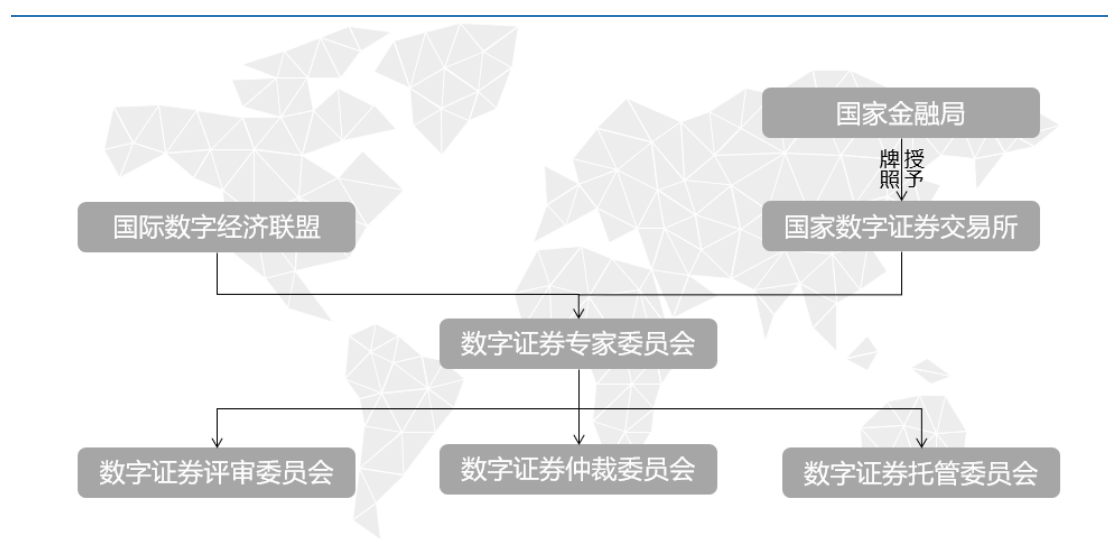 国家金融局
授予
牌照
国际数字经济联盟
国家数字证券交易所
数字证券专家委员会
数字证券评审委员会
数字证券仲裁委员会
数字证券托管委员会